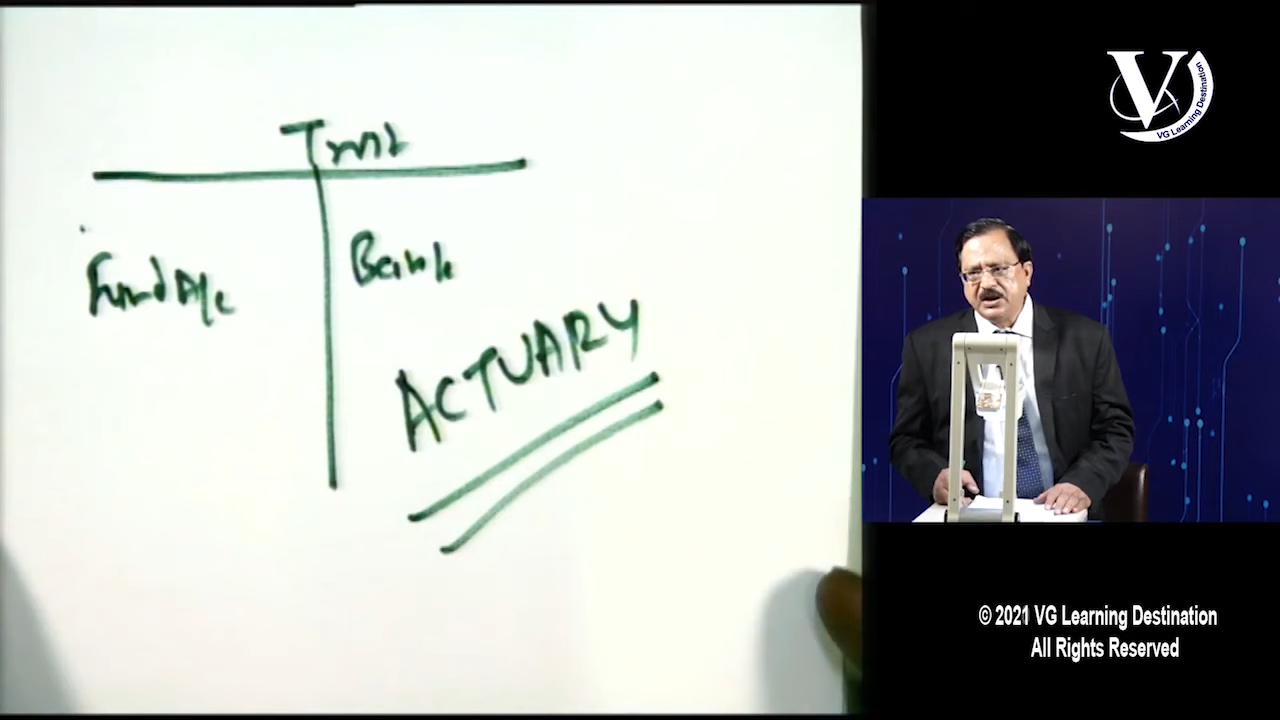 Trust
Fund A/c
Bank
ACTUARY
V
VG Learning Destination
© 2021 VG Learning Destination
All Rights Reserved